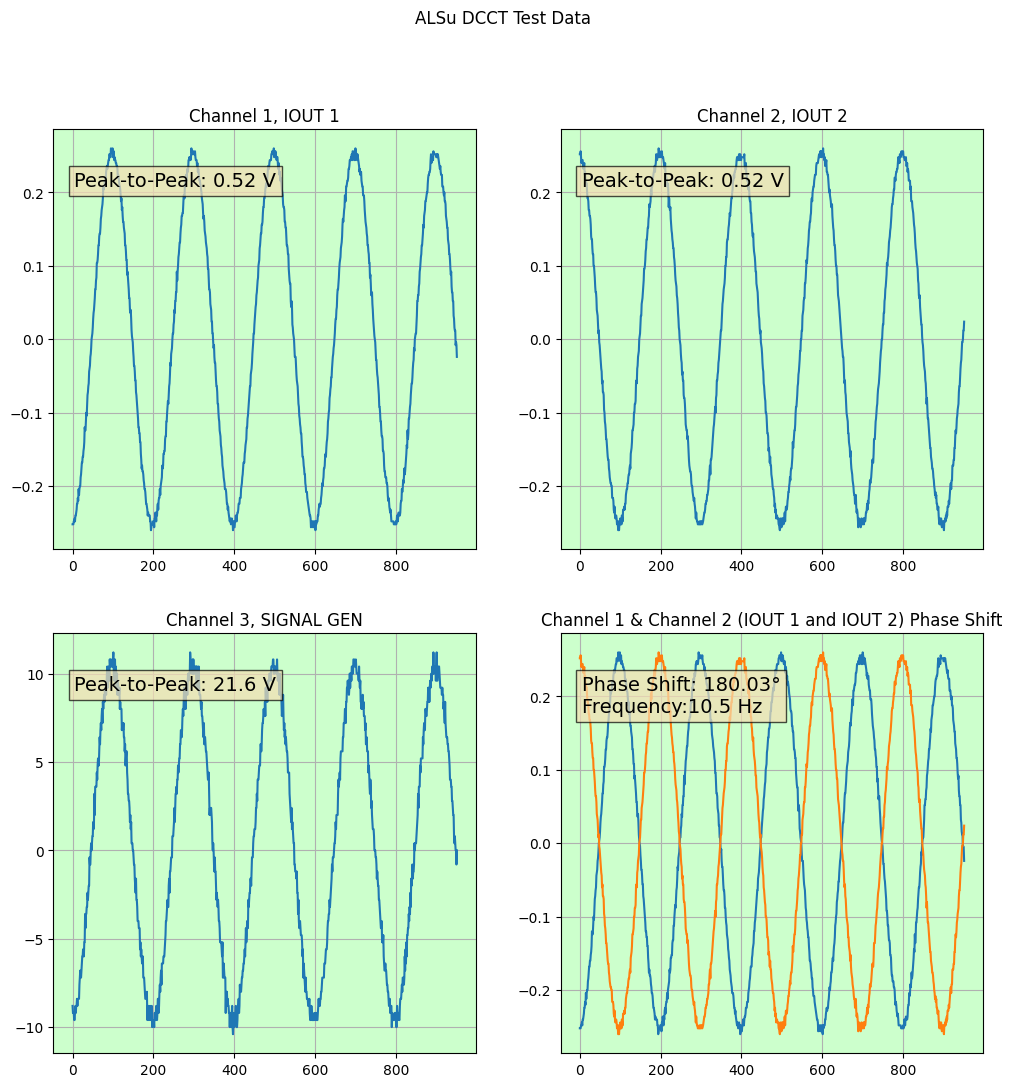 ALSu DCCT Test Data
Channel 1, IOUT 1
Peak-to-Peak: 0.52 V
0.2
0.1
0.0
−0.1
−0.2
0 200 400 600 800
Channel 2, IOUT 2
Peak-to-Peak: 0.52 V
0.2
0.1
0.0
−0.1
−0.2
0 200 400 600 800
Channel 3, SIGNAL GEN
Peak-to-Peak: 21.6 V
10
5
0
−5
−10
0 200 400 600 800
Channel 1 & Channel 2 (IOUT 1 and IOUT 2) Phase Shift
Phase Shift: 180.03°
Frequency:10.5 Hz
0.2
0.1
0.0
−0.1
−0.2
0 200 400 600 800